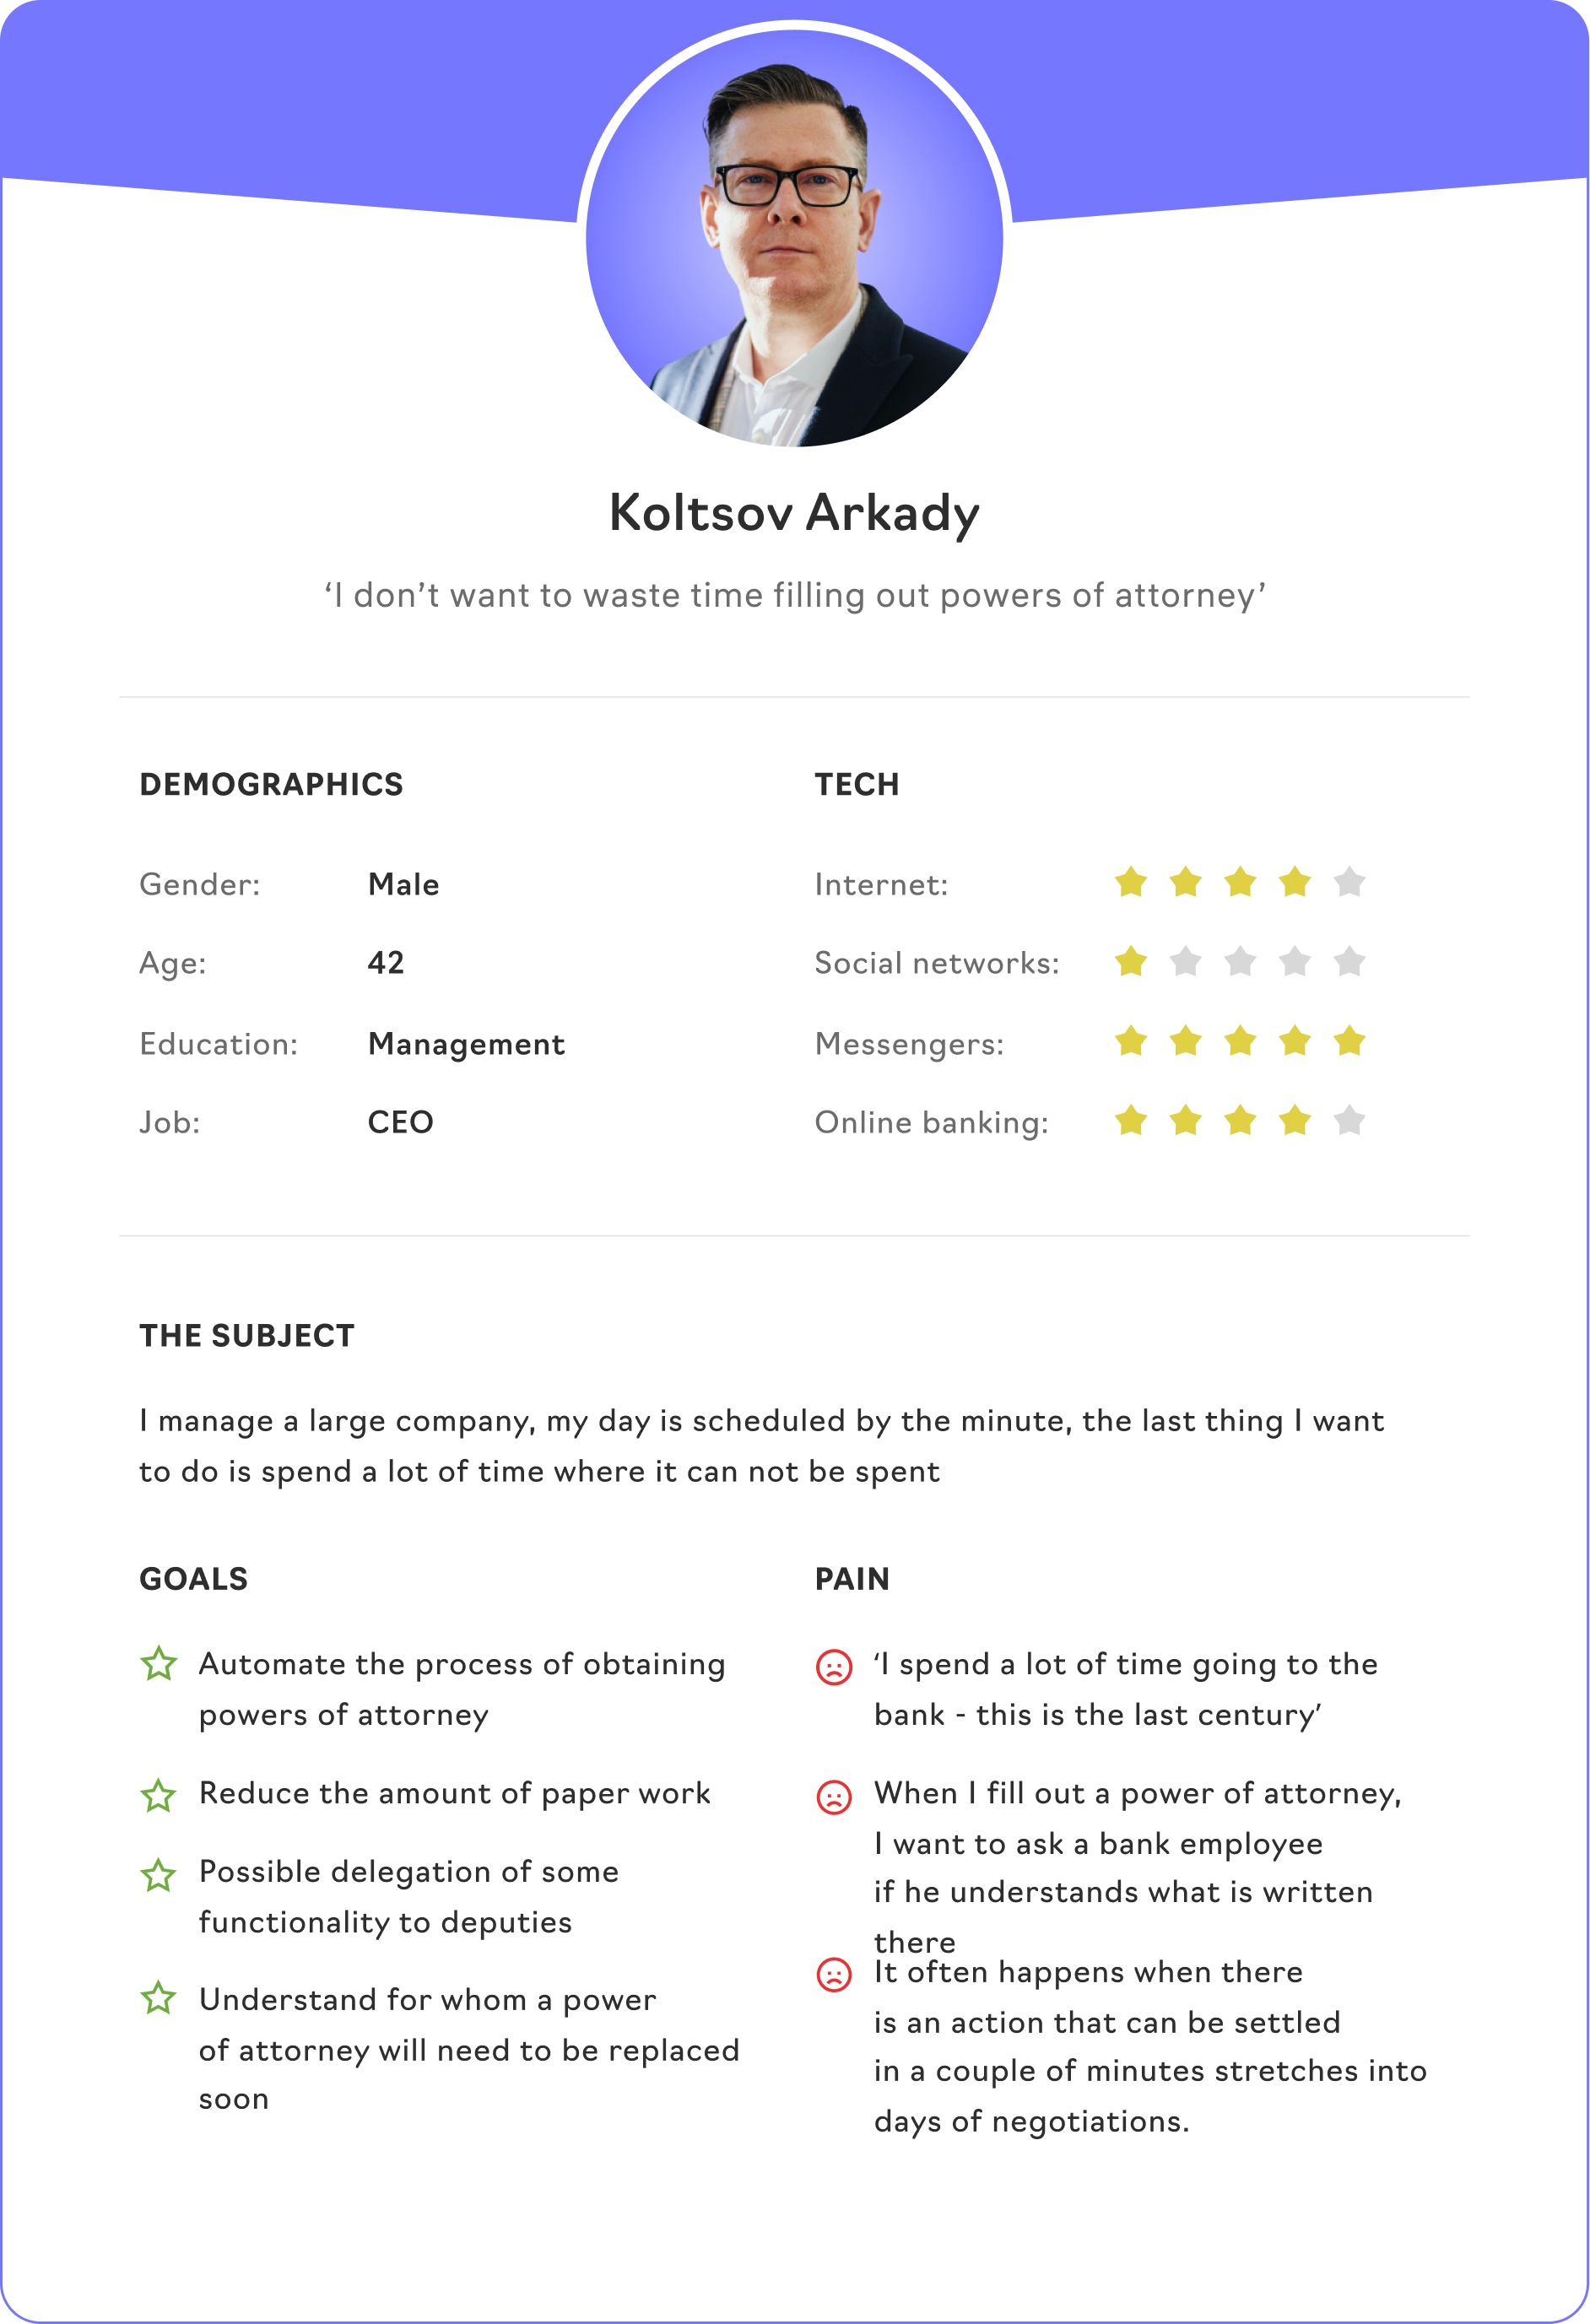 Koltsov Arkady
‘I don’t want to waste time filling out powers of attorney’
DEMOGRAPHICS
Gender: Male
Age: 42
Education: Management
Job: CEO
TECH
Internet:
Social networks:
Messengers:
Online banking:
THE SUBJECT
I manage a large company, my day is scheduled by the minute, the last thing I want
to do is spend a lot of time where it can not be spent
GOALS
Automate the process of obtaining
powers of attorney
Reduce the amount of paper work
Possible delegation of some
functionality to deputies
Understand for whom a power
of attorney will need to be replaced
soon
PAIN
‘I spend a lot of time going to the
bank - this is the last century’
When I fill out a power of attorney,
I want to ask a bank employee
if he understands what is written
there
It often happens when there
is an action that can be settled
in a couple of minutes stretches into
days of negotiations.